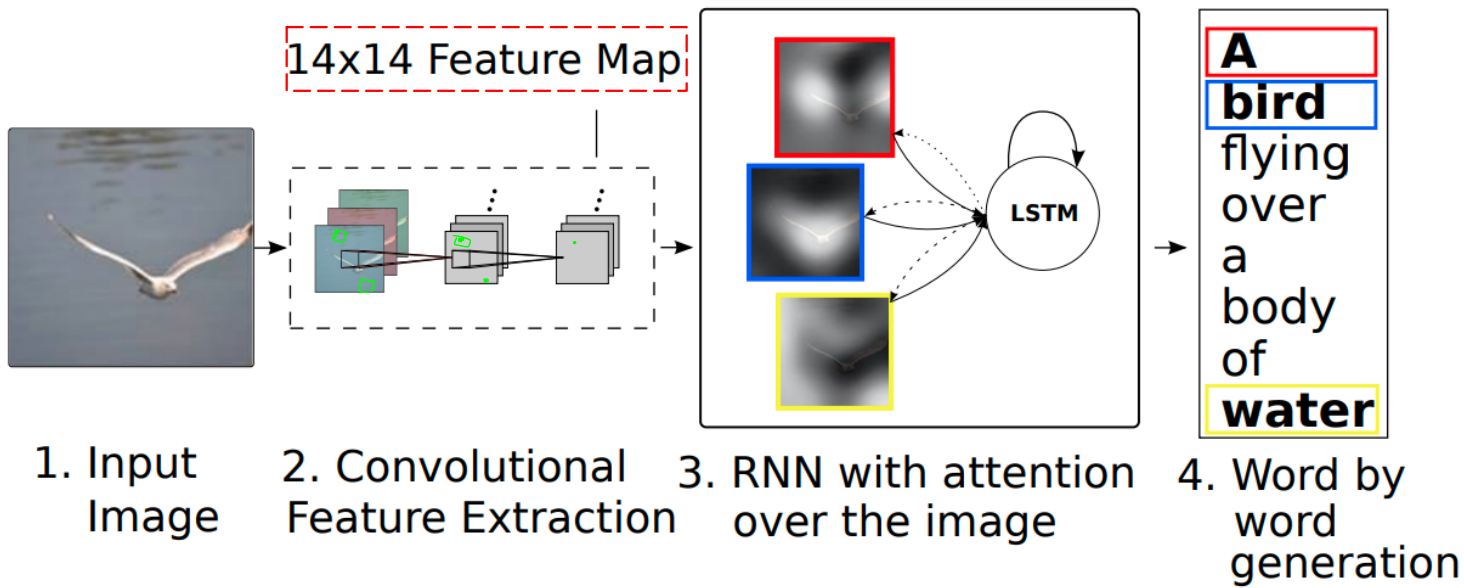 14x14 Feature Map
LSTM
A
bird
flying
over
a
body
of
water
1. Input
Image
2. Convolutional
Feature Extraction
3. RNN with attention
over the image
4. Word by
word
generation